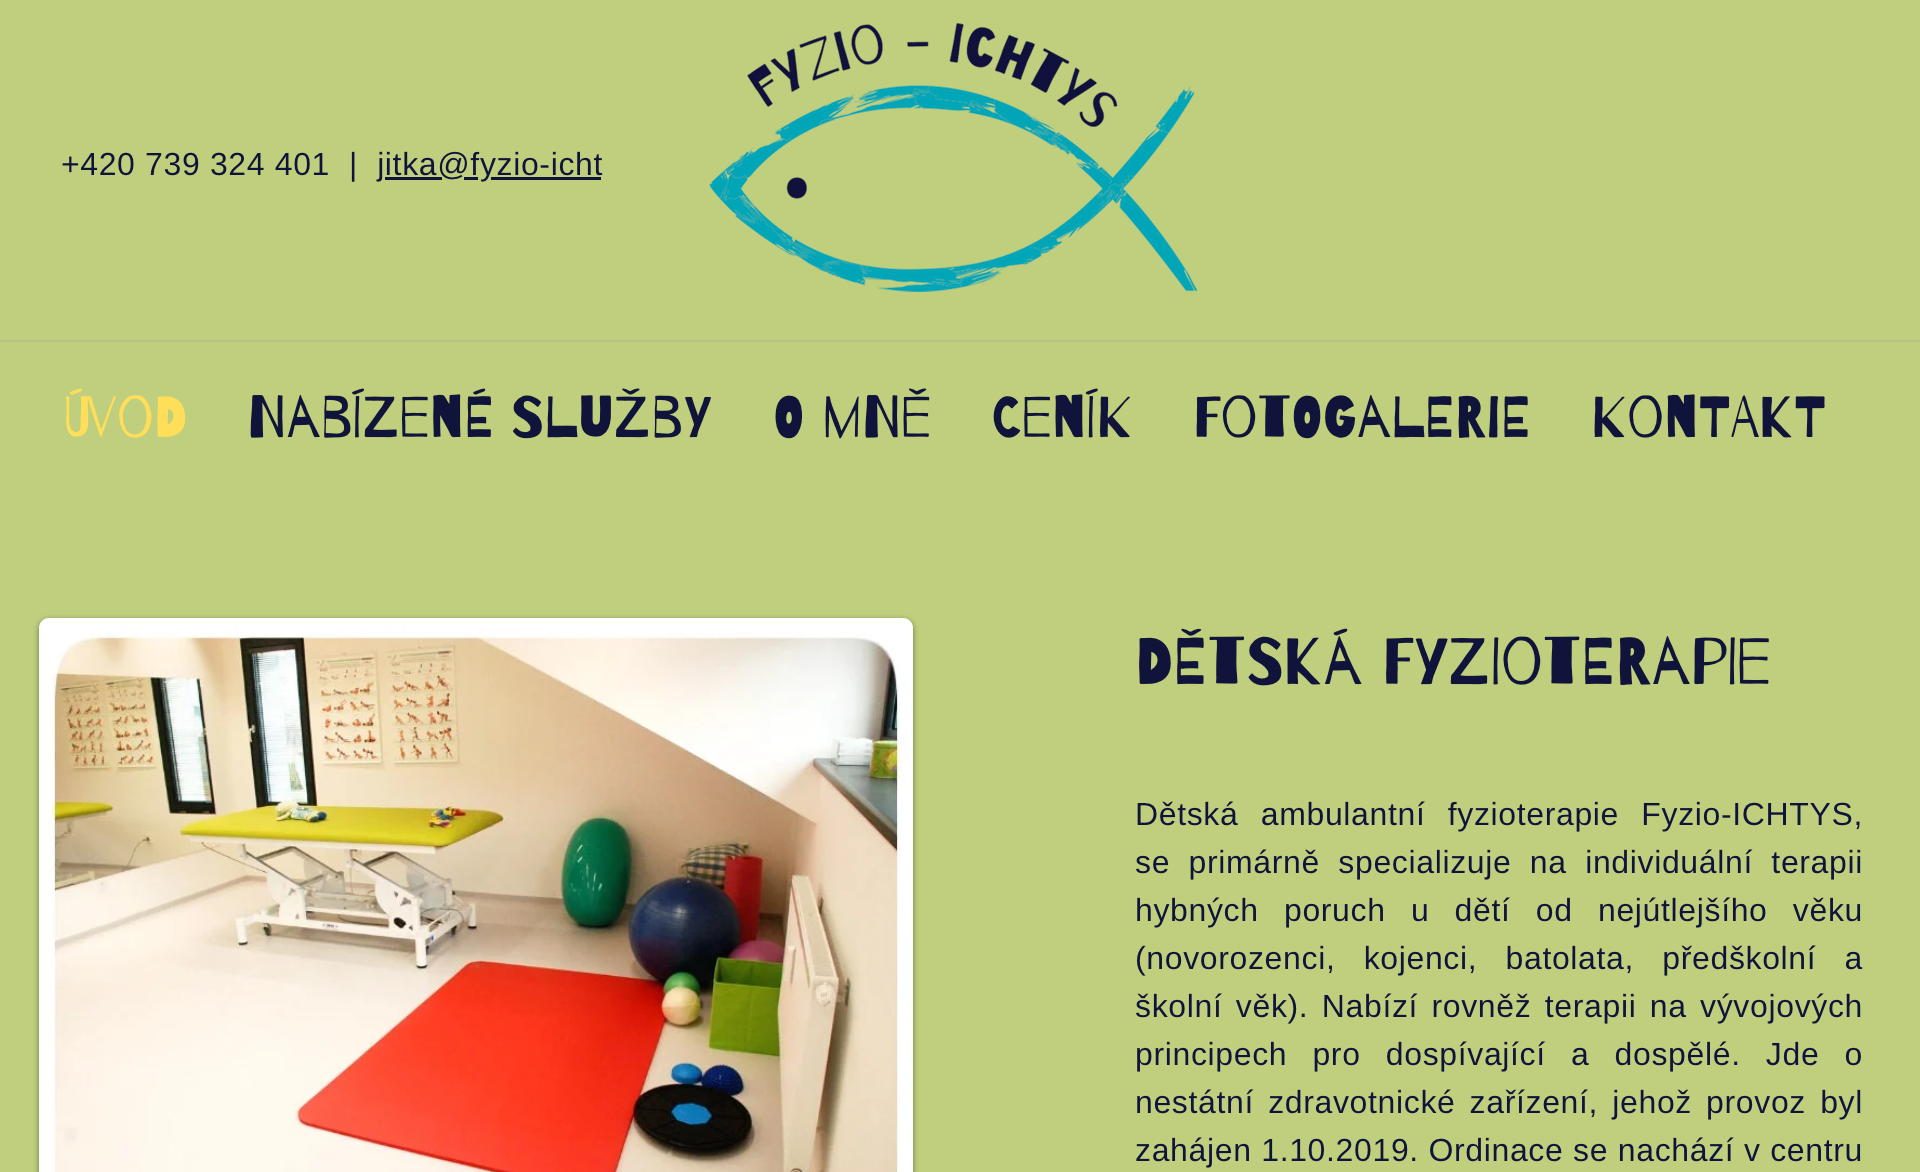 FYZIO - ICHTYS
+420 739 324 401 | jitka@fyzio-icht
ÚVOD NABÍZENÉ SLUŽBY O MNĚ CENÍK FOTOGALERIE KONTAKT
DĚTSKÁ FYZIOTERAPIE
Dětská ambulantní fyzioterapie Fyzio-ICHTYS,
se primárně specializuje na individuální terapii
hybných poruch u dětí od nejútlejšího věku
(novorozenci, kojenci, batolata, předškolní a
školní věk). Nabízí rovněž terapii na vývojových
principech pro dospívající a dospělé. Jde o
nestátní zdravotnické zařízení, jehož provoz byl
zahájen 1.10.2019. Ordinace se nachází v centru